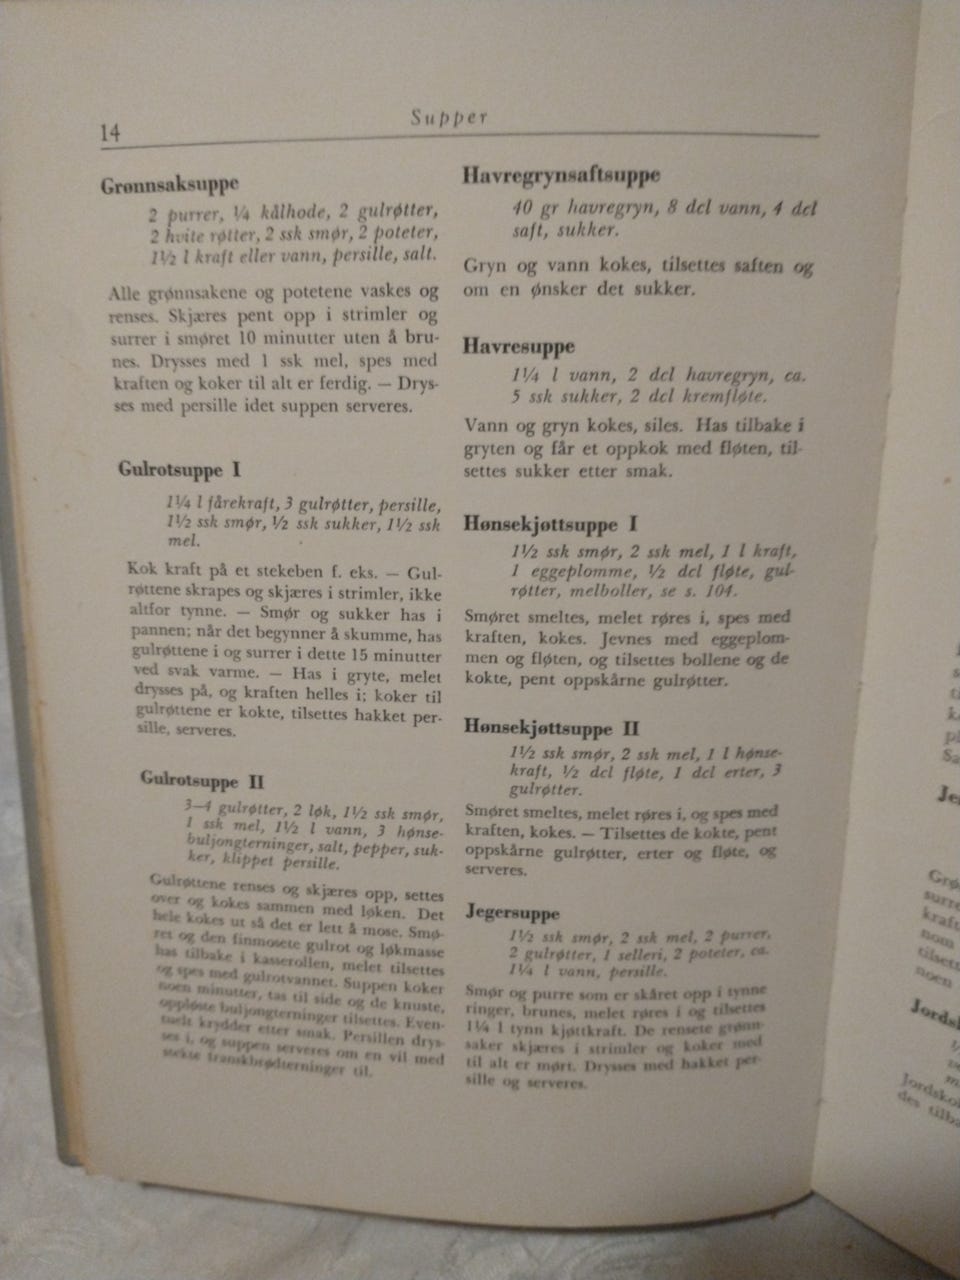 14
Supper
Grønnsaksuppe
2 purrer, ¼ kålhode, 2 gulrøtter,
2 hvite røtter, 2 ssk smør, 2 poteter,
1½ l kraft eller vann, persille, salt.
Alle grønnsakene og potetene vaskes og
renses. Skjæres pent opp i strimler og
surrer i smøret 10 minutter uten å bru-
nes. Drysses med 1 ssk mel, spes med
kraften og koker til alt er ferdig. — Drys-
ses med persille idet suppen serveres.
Gulrotsuppe I
1¼ l fårekraft, 3 gulrøtter, persille,
1½ ssk smør, ½ ssk sukker, 1½ ssk
mel.
Kok kraft på et stekeben f. eks. — Gul-
røttene skrapes og skjæres i strimler, ikke
altfor tynne. — Smør og sukker has i
pannen; når det begynner å skumme, has
gulrøttene i og surrer i dette 15 minutter
ved svak varme. — Has i gryte, melet
drysses på, og kraften helles i; koker til
gulrøttene er kokte, tilsettes hakket per-
sille, serveres.
Gulrotsuppe II
3—4 gulrøtter, 2 løk, 1½ ssk smør,
1 ssk mel, 1½ l vann, 3 hønse-
buljongterninger, salt, pepper, suk-
ker, klippet persille.
Gulrøttene renses og skjæres opp, settes
over og kokes sammen med løken. Det
hele kokes ut så det er lett å mose. Smø-
ret og den finmosete gulrot og løkmasse
has tilbake i kasserollen, melet tilsettes
og spes med gulrotvannet. Suppen koker
noen minutter, tas til side og de knuste,
oppløste buljongterninger tilsettes. Even-
tuelt krydder etter smak. Persillen drys-
ses i, og suppen serveres om en vil med
stekte franskbrødterninger til.
Havregrynsaftsuppe
40 gr havregryn, 8 dcl vann, 4 dcl
saft, sukker.
Gryn og vann kokes, tilsettes saften og
om en ønsker det sukker.
Havresuppe
1¼ l vann, 2 dcl havregryn, ca.
5 ssk sukker, 2 dcl kremfløte.
Vann og gryn kokes, siles. Has tilbake i
gryten og får et oppkok med fløten, til-
settes sukker etter smak.
Hønsekjøttsuppe I
1½ ssk smør, 2 ssk mel, 1 l kraft,
1 eggeplomme, ½ dcl fløte, gul-
røtter, melboller, se s. 104.
Smøret smeltes, melet røres i, spes med
kraften, kokes. Jevnes med eggeplom-
men og fløten, og tilsettes bollene og de
kokte, pent oppskårne gulrøtter.
Hønsekjøttsuppe II
1½ ssk smør, 2 ssk mel, 1 l hønse-
kraft, ½ dcl fløte, 1 dcl erter, 3
gulrøtter.
Smøret smeltes, melet røres i, og spes med
kraften, kokes. — Tilsettes de kokte, pent
oppskårne gulrøtter, erter og fløte, og
serveres.
Jegersuppe
1½ ssk smør, 2 ssk mel, 2 purrer,
2 gulrøtter, 1 selleri, 2 poteter, ca.
1¼ l vann, persille.
Smør og purre som er skåret opp i tynne
ringer, brunes, melet røres i og tilsettes
1¼ l tynn kjøttkraft. De rensete grønn-
saker skjæres i strimler og koker med
til alt er mørt. Drysses med hakket per-
sille og serveres.
Grø
surre
kraft
nom
tilsett
noen
Jords
Jordsko
des tilba